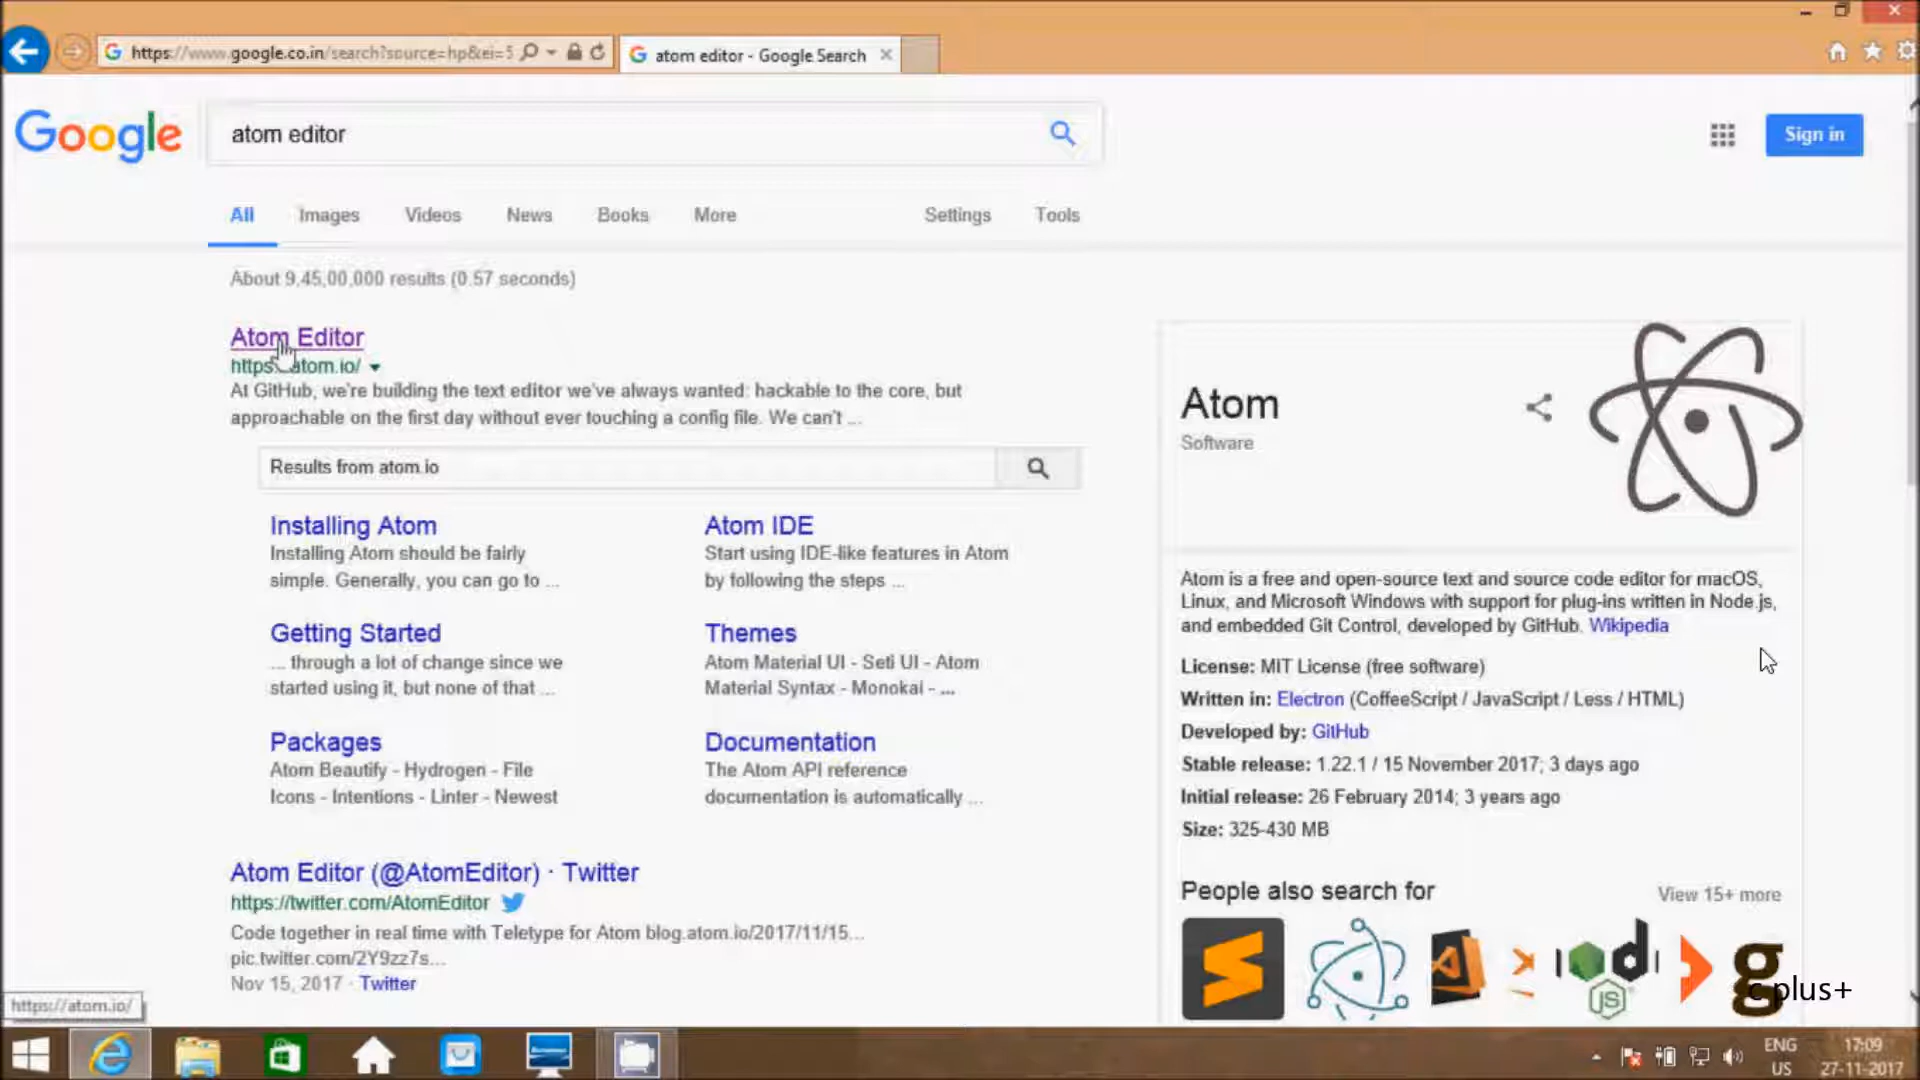 https://www.google.co.in/search?source=hp&ei=5
atom editor - Google Search
Google
atom editor
Sign in
All
Images
Videos
News
Books
More
Settings
Tools
About 9,45,00,000 results (0.57 seconds)
Atom Editor
https://atom.io/
At GitHub, we're building the text editor we've always wanted: hackable to the core, but
approachable on the first day without ever touching a config file. We can't ...
Results from atom.io
Installing Atom
Installing Atom should be fairly
simple. Generally, you can go to ...
Atom IDE
Start using IDE-like features in Atom
by following the steps ...
Getting Started
... through a lot of change since we
started using it, but none of that ...
Themes
Atom Material UI - Seti UI - Atom
Material Syntax - Monokai - ...
Packages
Atom Beautify - Hydrogen - File
Icons - Intentions - Linter - Newest
Documentation
The Atom API reference
documentation is automatically ...
Atom Editor (@AtomEditor) · Twitter
https://twitter.com/AtomEditor
Code together in real time with Teletype for Atom blog.atom.io/2017/11/15...
pic.twitter.com/2Y9zz7s...
Nov 15, 2017 · Twitter
Atom
Software
Atom is a free and open-source text and source code editor for macOS,
Linux, and Microsoft Windows with support for plug-ins written in Node.js,
and embedded Git Control, developed by GitHub. Wikipedia
License: MIT License (free software)
Written in: Electron (CoffeeScript / JavaScript / Less / HTML)
Developed by: GitHub
Stable release: 1.22.1 / 15 November 2017; 3 days ago
Initial release: 26 February 2014; 3 years ago
Size: 325-430 MB
People also search for
View 15+ more
JS
g
c plus+
https://atom.io/
ENG
US
17:09
27-11-2017